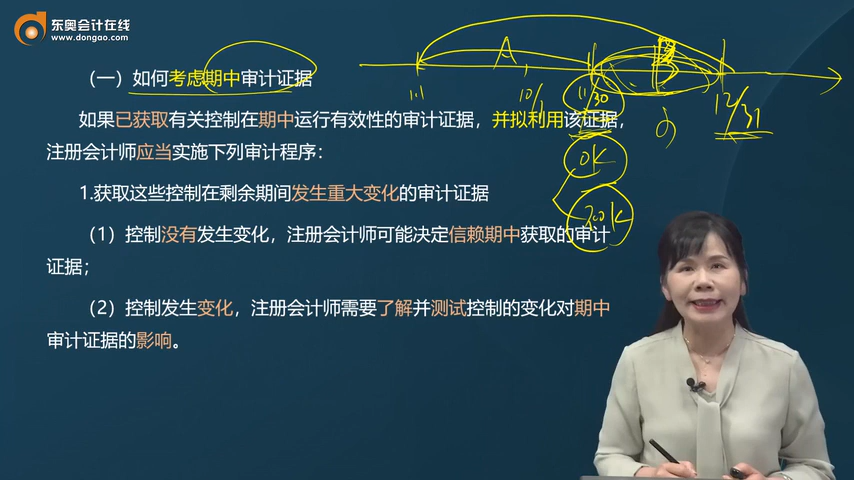 东奥会计在线
www.dongao.com
A
1.1
10/1
11/30
12/31
(一)如何考虑期中审计证据
如果已获取有关控制在期中运行有效性的审计证据，并拟利用该证据，
注册会计师应当实施下列审计程序：
OK
1.获取这些控制在剩余期间发生重大变化的审计证据
(1)控制没有发生变化，注册会计师可能决定信赖期中获取的审计
证据；
(2)控制发生变化，注册会计师需要了解并测试控制的变化对期中
审计证据的影响。